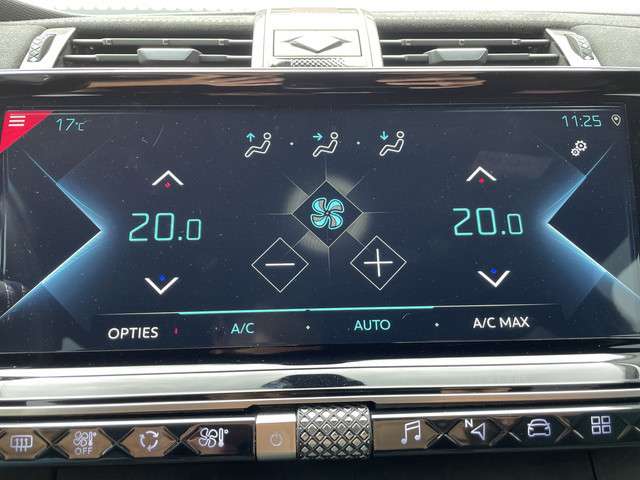 17°C 11:25
20.0 20.0
OPTIES A/C AUTO A/C MAX
OFF
N